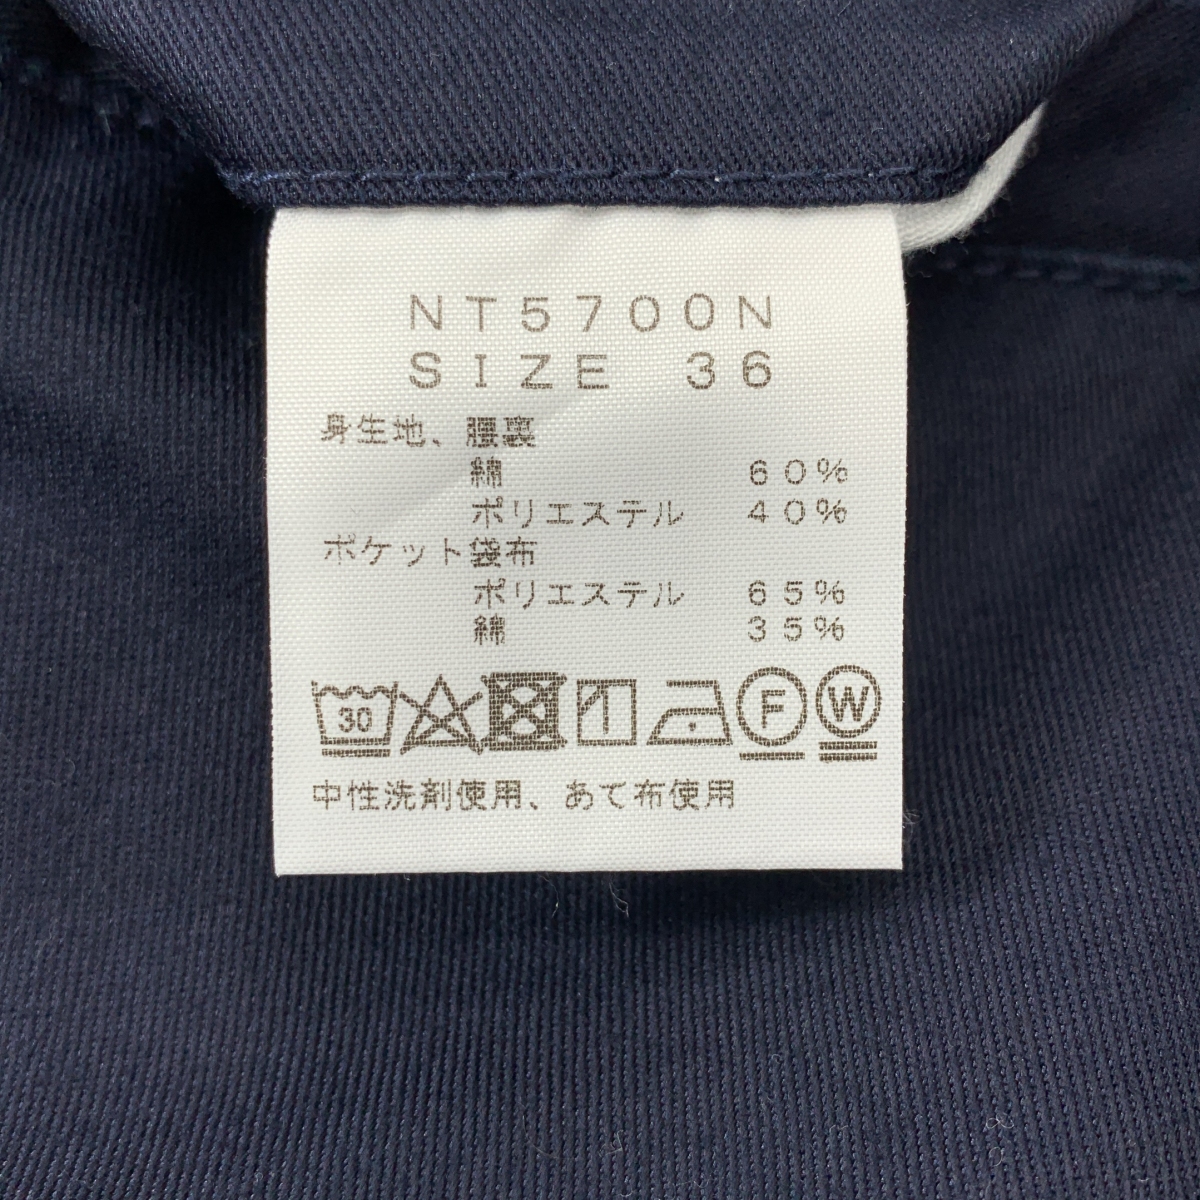 NT5700N
SIZE 36
身生地、腰裏
綿 60%
ポリエステル 40%
ポケット袋布
ポリエステル 65%
綿 35%
30 F W
中性洗剤使用、あて布使用